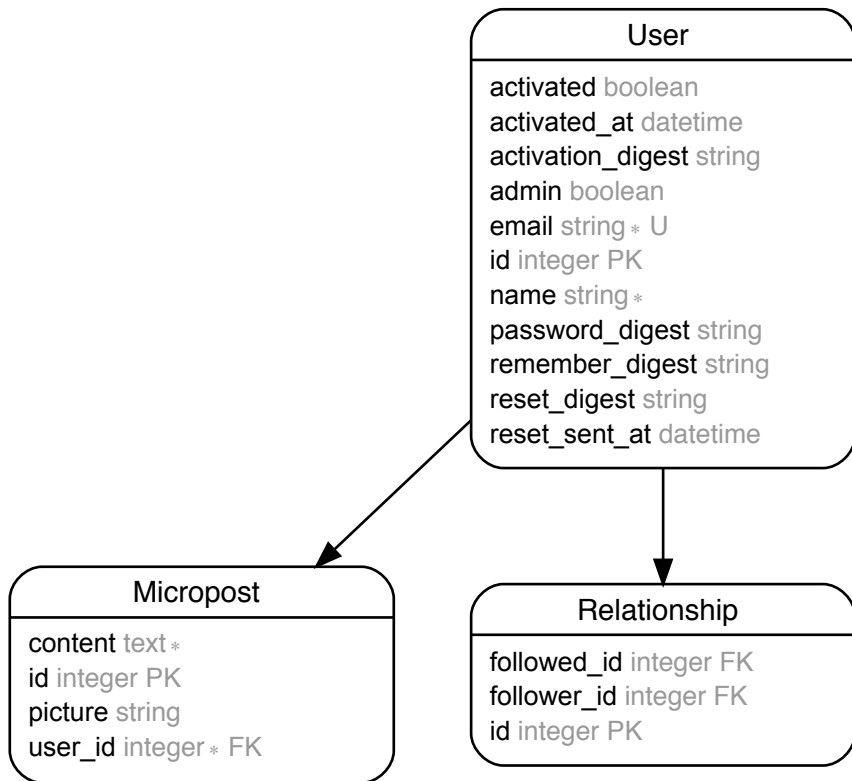 User
activated boolean
activated_at datetime
activation_digest string
admin boolean
email string * U
id integer PK
name string *
password_digest string
remember_digest string
reset_digest string
reset_sent_at datetime
Micropost
content text *
id integer PK
picture string
user_id integer * FK
Relationship
followed_id integer FK
follower_id integer FK
id integer PK